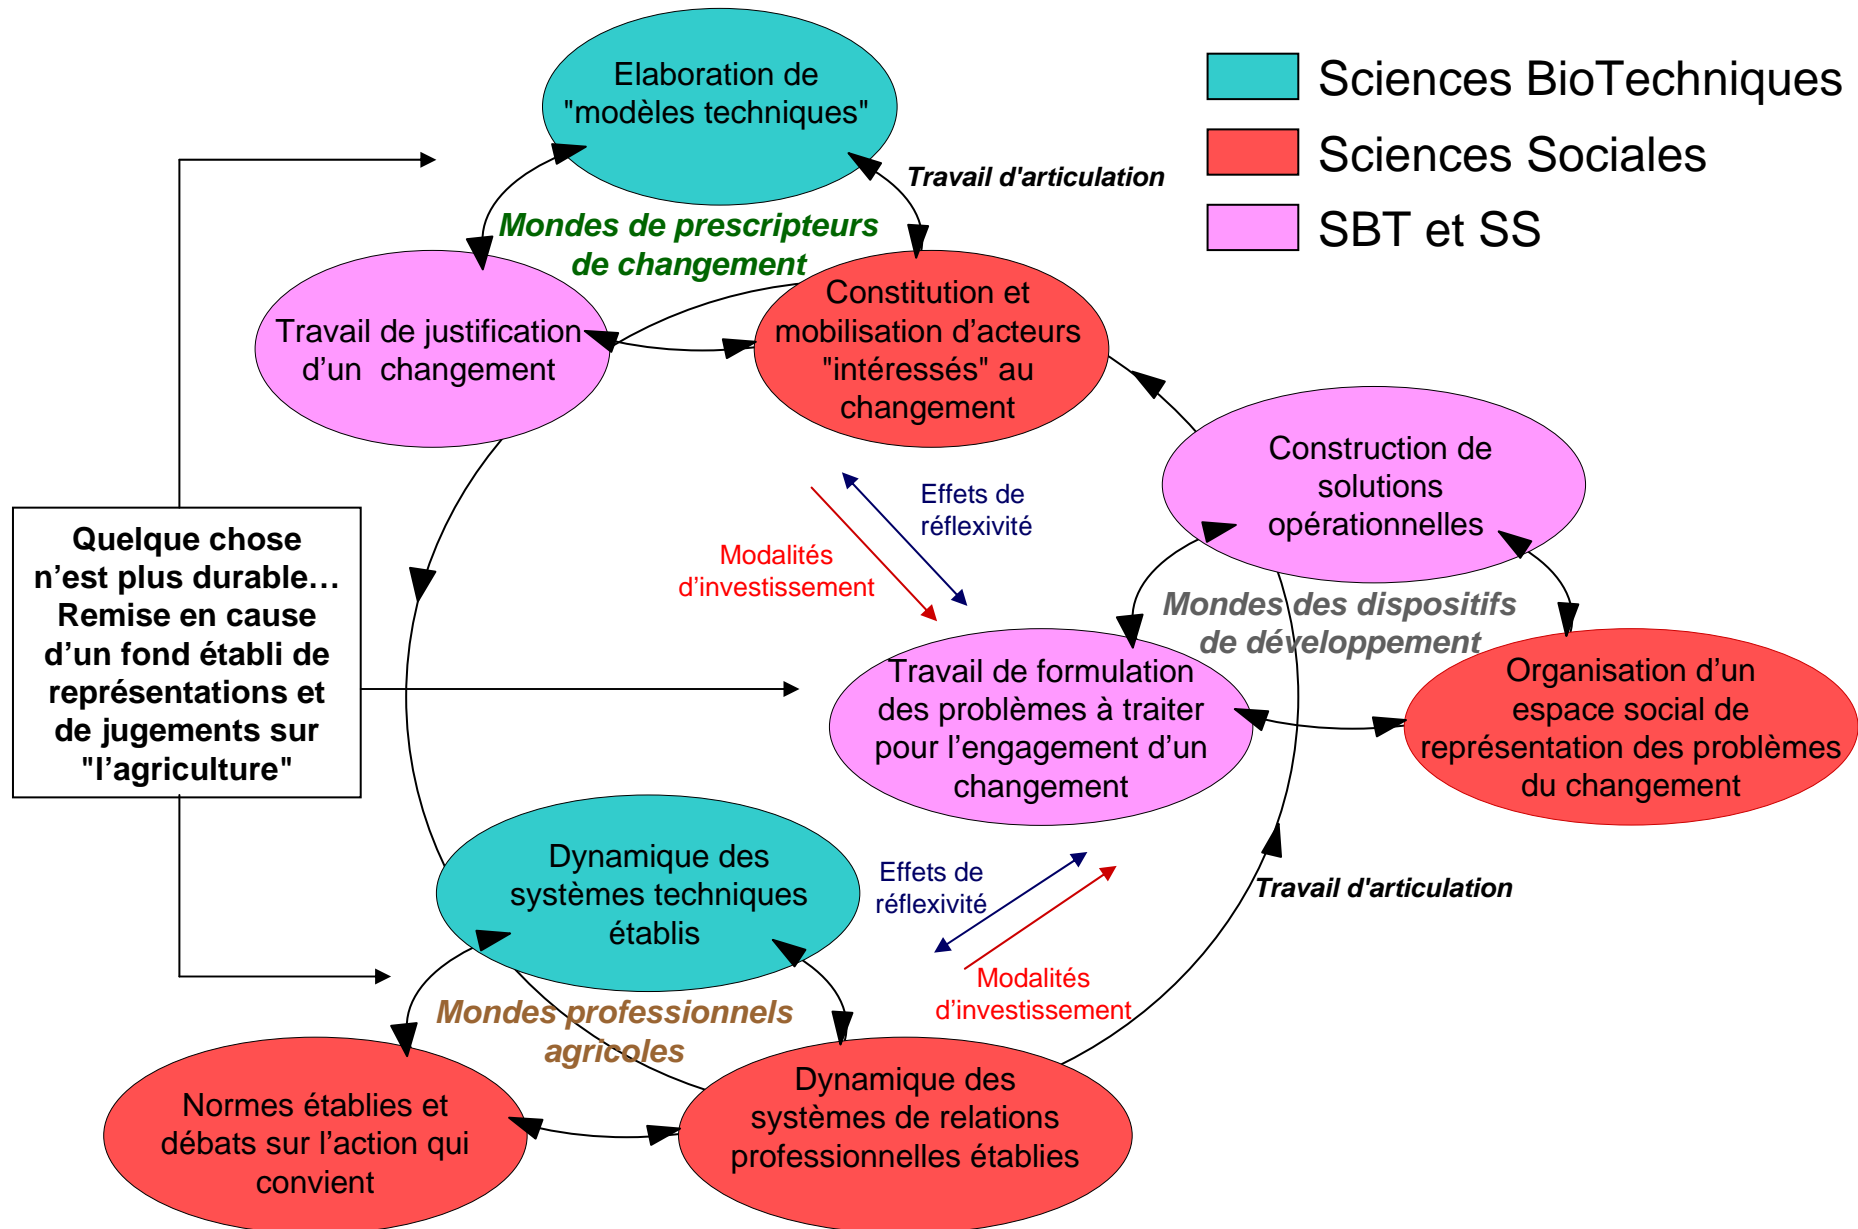 Elaboration de
"modèles techniques"
Sciences BioTechniques
Sciences Sociales
SBT et SS
Travail d'articulation
Mondes de prescripteurs
de changement
Travail de justification
d’un  changement
Constitution et
mobilisation d’acteurs
"intéressés" au
changement
Construction de
solutions
opérationnelles
Effets de
réflexivité
Modalités
d’investissement
Quelque chose
n’est plus durable…
Remise en cause
d’un fond établi de
représentations et
de jugements sur
"l’agriculture"
Mondes des dispositifs
de développement
Travail de formulation
des problèmes à traiter
pour l’engagement d’un
changement
Organisation d’un
espace social de
représentation des problèmes
du changement
Dynamique des
systèmes techniques
établis
Effets de
réflexivité
Travail d'articulation
Modalités
d’investissement
Mondes professionnels
agricoles
Normes établies et
débats sur l’action qui
convient
Dynamique des
systèmes de relations
professionnelles établies